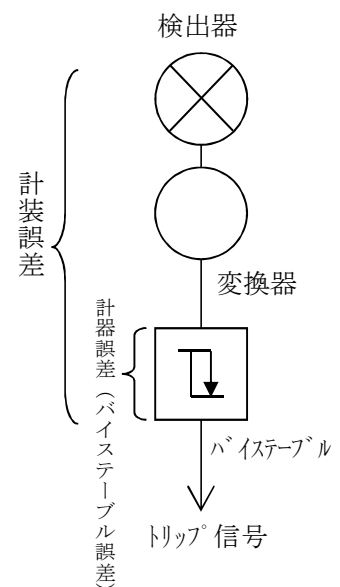 検出器
計装誤差
変換器
計器誤差（バイステーブル誤差）
ﾊﾞｲｽﾃｰﾌﾞﾙ
ﾄﾘｯﾌﾟ信号